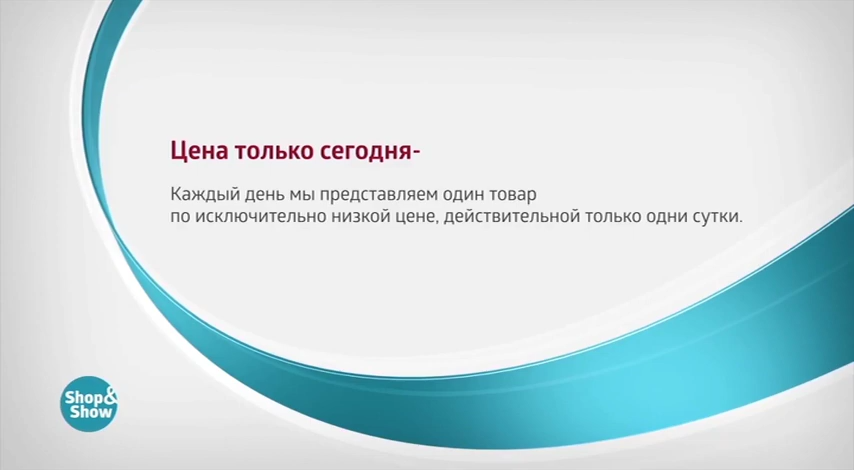 Цена только сегодня-
Каждый день мы представляем один товар
по исключительно низкой цене, действительной только одни сутки.
Shop&
Show